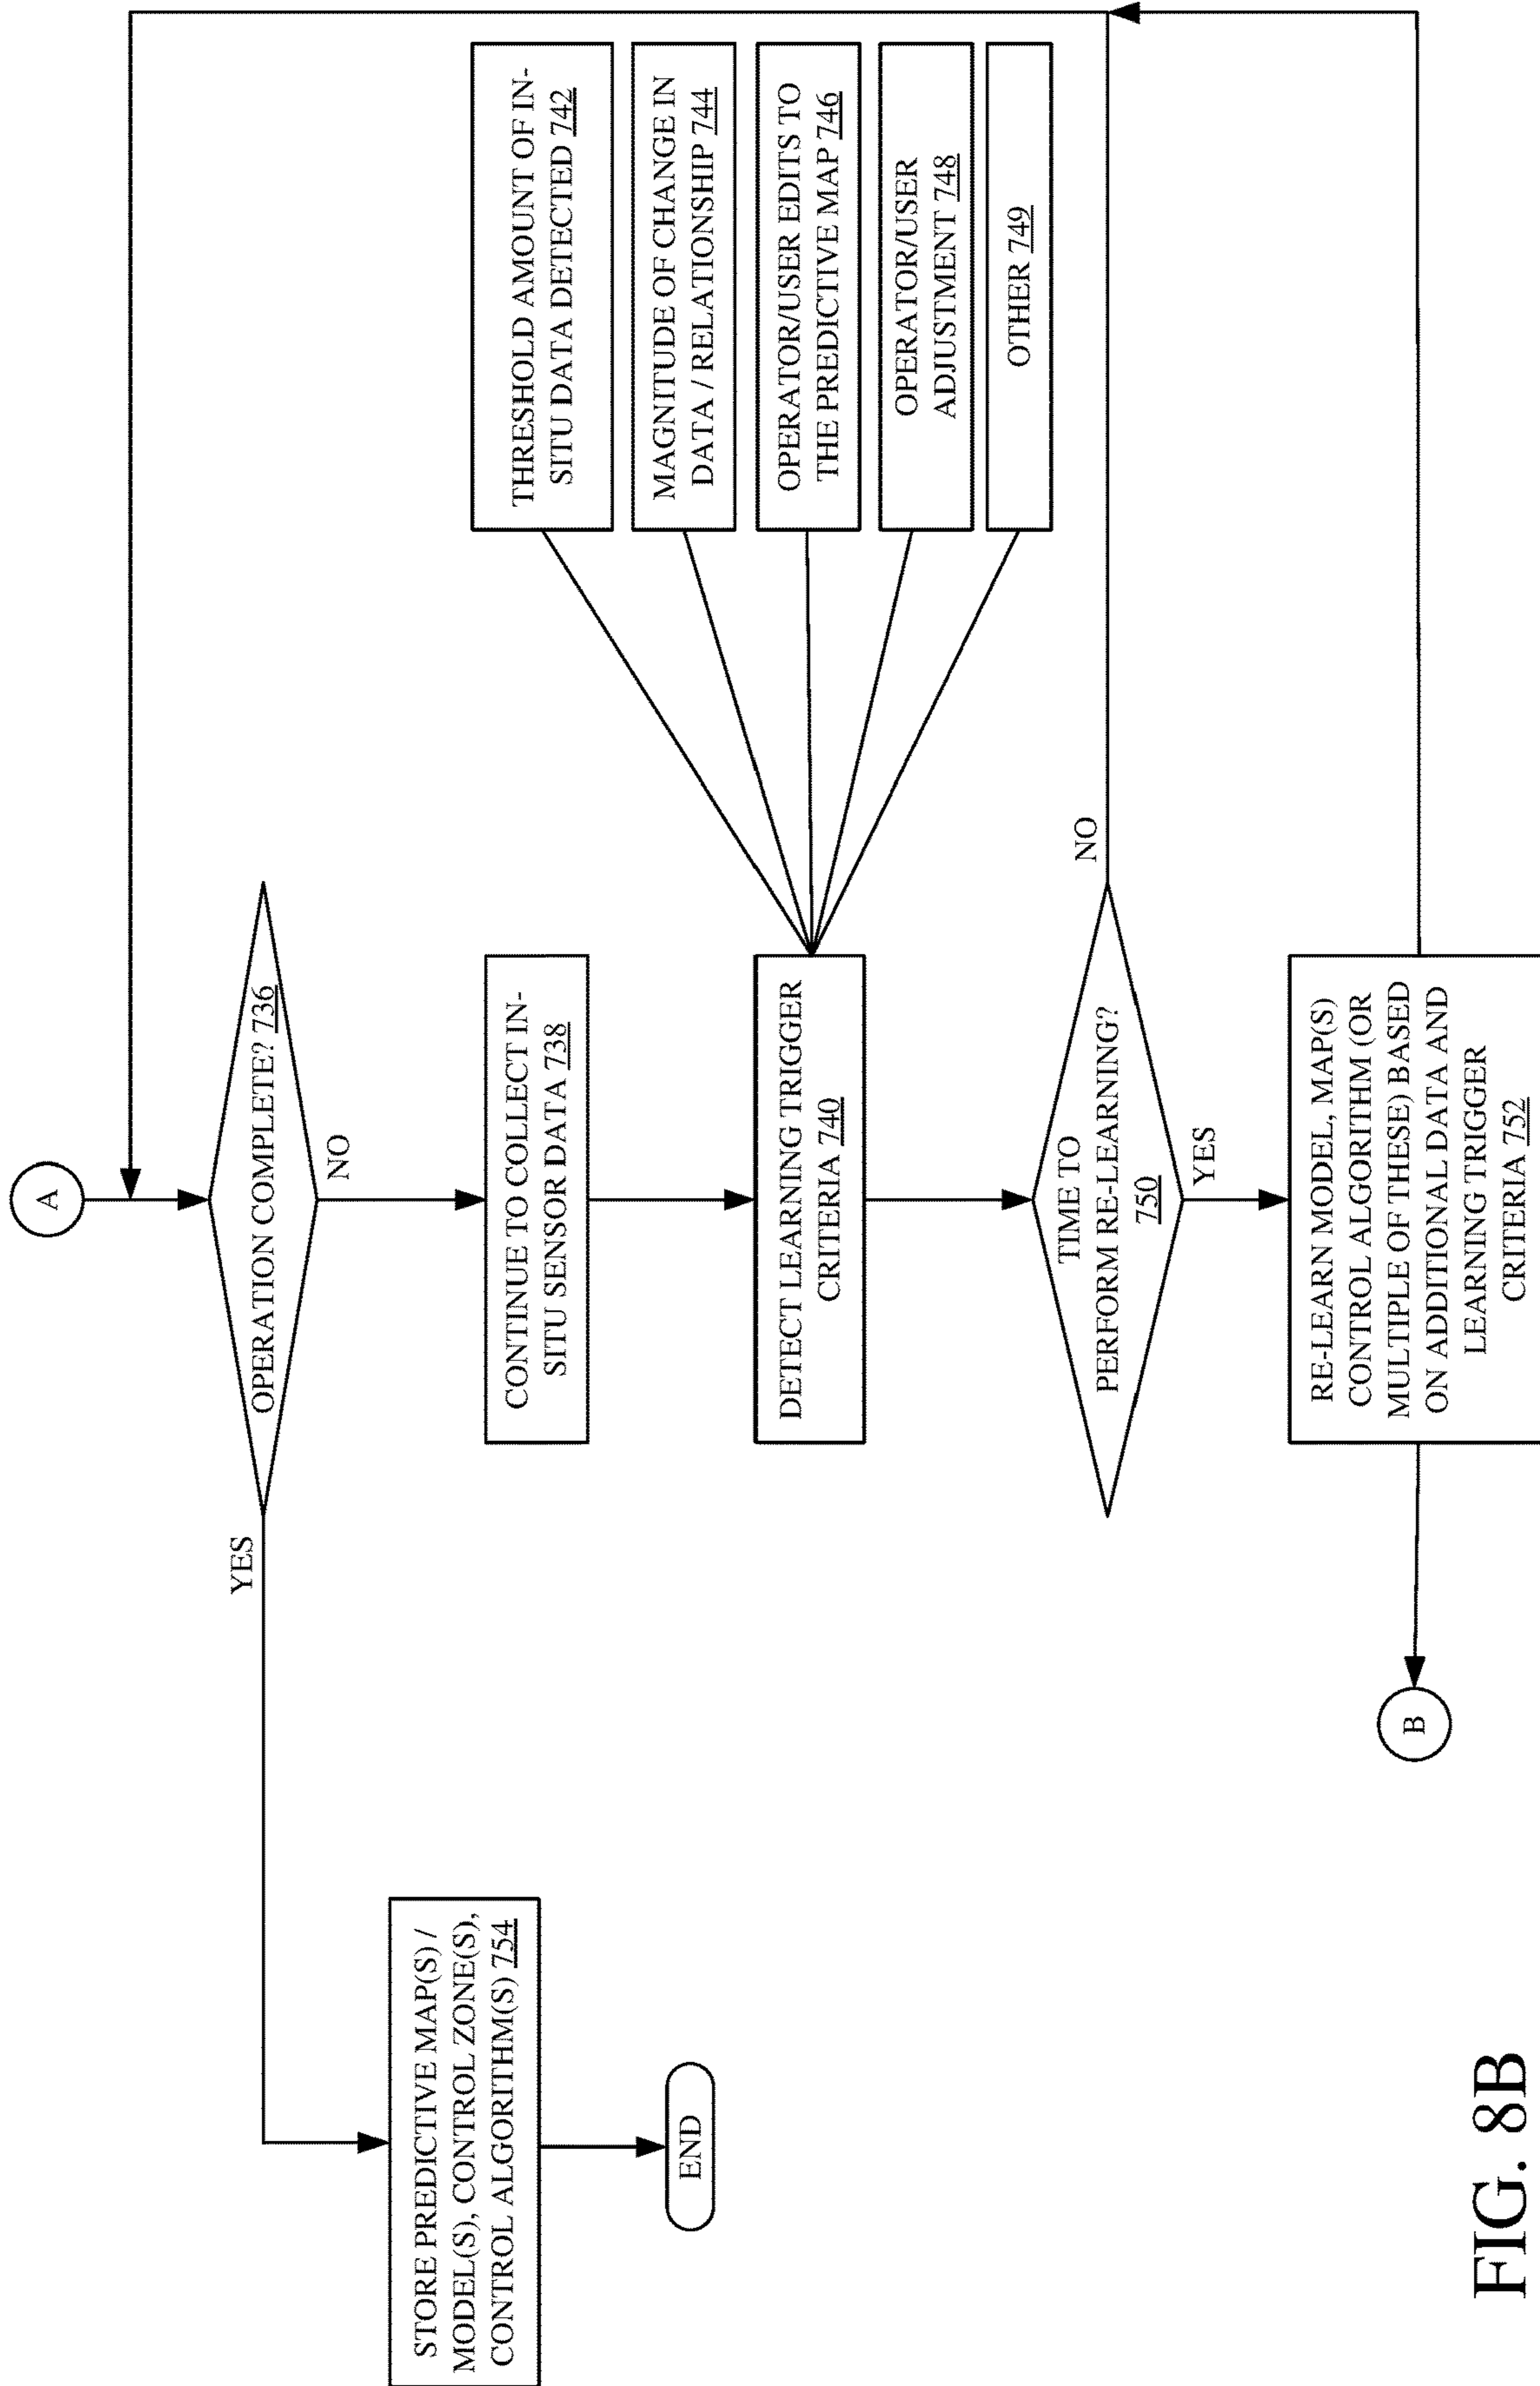 A
OPERATION COMPLETE? 736
YES
NO
CONTINUE TO COLLECT IN-
SITU SENSOR DATA 738
DETECT LEARNING TRIGGER
CRITERIA 740
THRESHOLD AMOUNT OF IN-
SITU DATA DETECTED 742
MAGNITUDE OF CHANGE IN
DATA / RELATIONSHIP 744
OPERATOR/USER EDITS TO
THE PREDICTIVE MAP 746
OPERATOR/USER
ADJUSTMENT 748
OTHER 749
TIME TO
PERFORM RE-LEARNING?
750
NO
YES
RE-LEARN MODEL, MAP(S)
CONTROL ALGORITHM (OR
MULTIPLE OF THESE) BASED
ON ADDITIONAL DATA AND
LEARNING TRIGGER
CRITERIA 752
B
STORE PREDICTIVE MAP(S) /
MODEL(S), CONTROL ZONE(S),
CONTROL ALGORITHM(S) 754
END
FIG. 8B